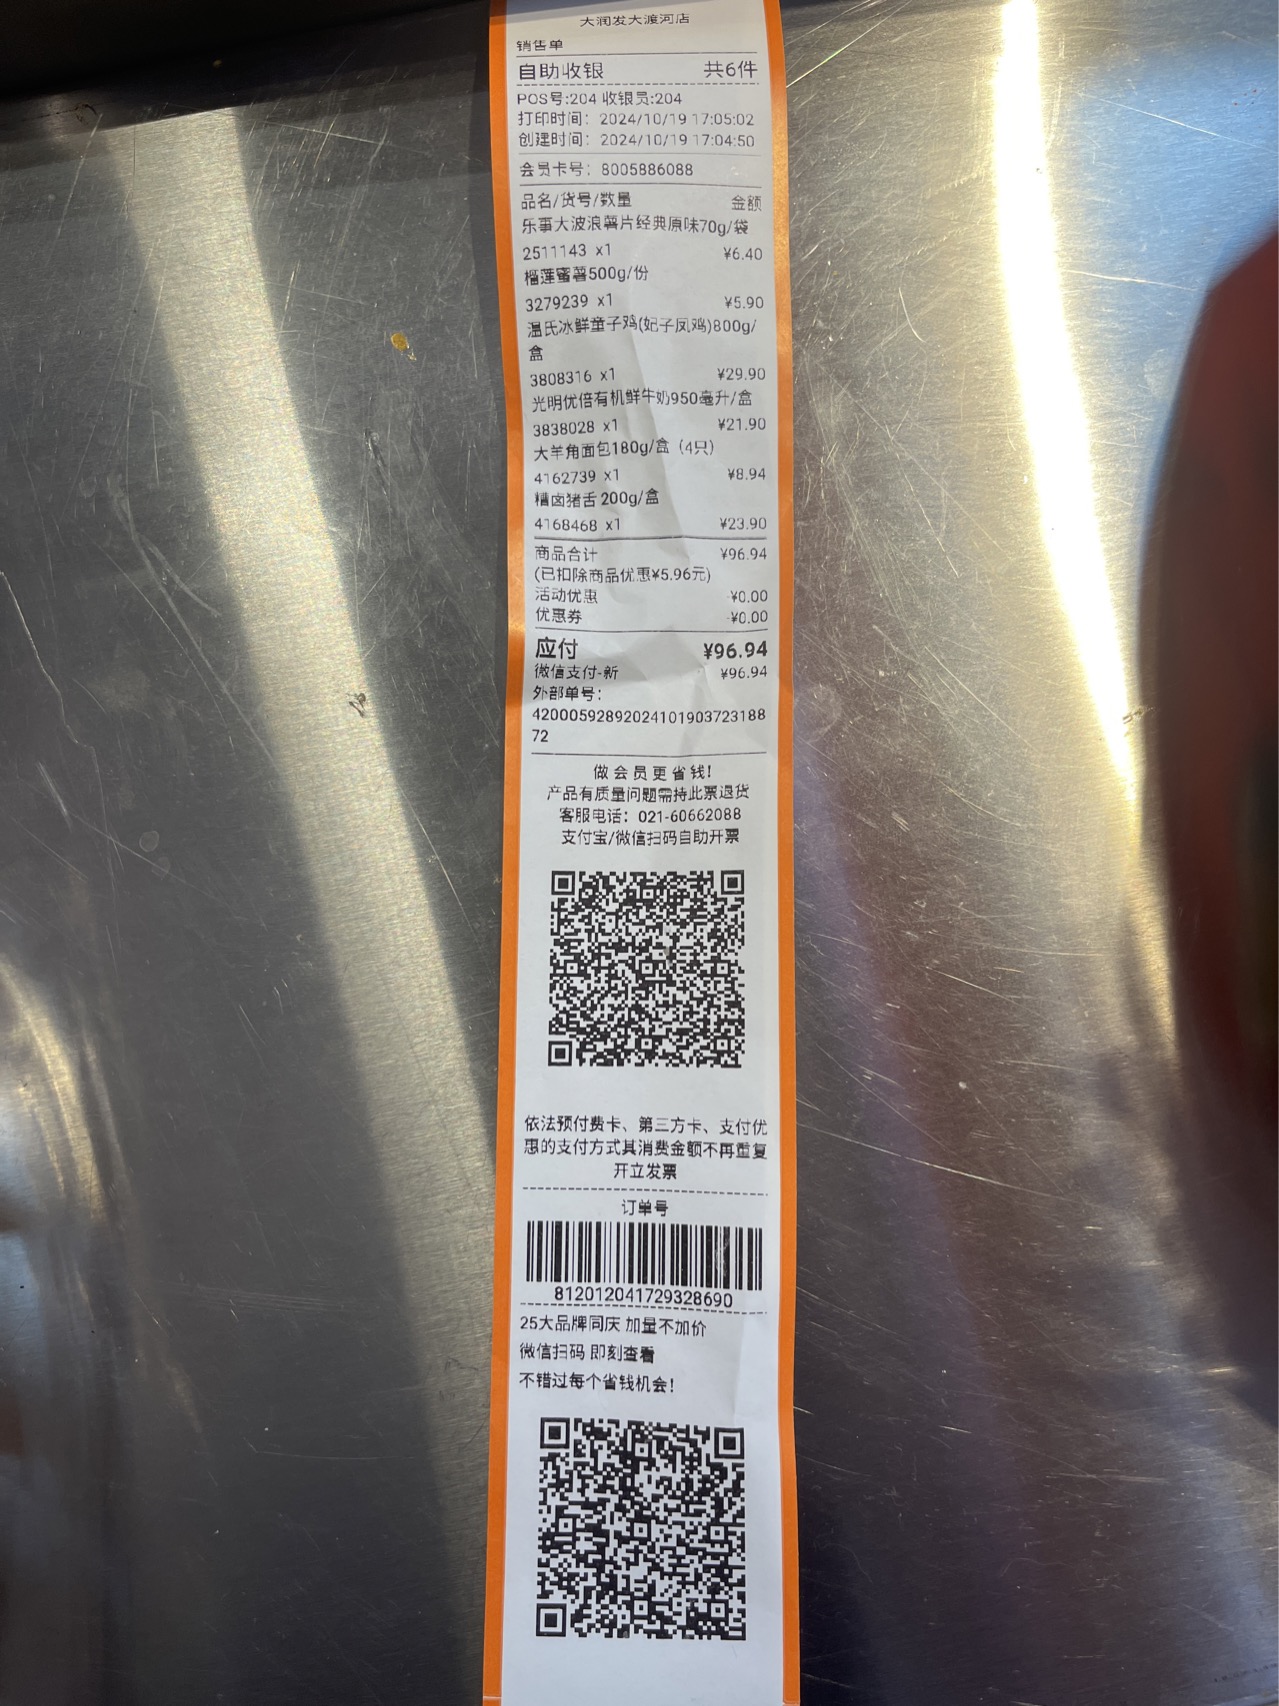 大润发大渡河店
销售单
自助收银 共6件
POS号:204 收银员:204
打印时间：2024/10/19 17:05:02
创建时间：2024/10/19 17:04:50
会员卡号：8005886088
品名/货号/数量 金额
乐事大波浪薯片经典原味70g/袋
2511143 x1 ¥6.40
榴莲蜜薯500g/份
3279239 x1 ¥5.90
温氏冰鲜童子鸡(妃子凤鸡)800g/
盒
3808316 x1 ¥29.90
光明优倍有机鲜牛奶950毫升/盒
3838028 x1 ¥21.90
大羊角面包180g/盒（4只）
4162739 x1 ¥8.94
糟卤猪舌 200g/盒
4168468 x1 ¥23.90
商品合计 ¥96.94
(已扣除商品优惠¥5.96元)
活动优惠 -¥0.00
优惠券 -¥0.00
应付 ¥96.94
微信支付-新 ¥96.94
外部单号：
42000592892024101903723188
72
做会员更省钱！
产品有质量问题需持此票退货
客服电话：021-60662088
支付宝/微信扫码自助开票
依法预付费卡、第三方卡、支付优
惠的支付方式其消费金额不再重复
开立发票
订单号
812012041729328690
25大品牌同庆 加量不加价
微信扫码 即刻查看
不错过每个省钱机会！